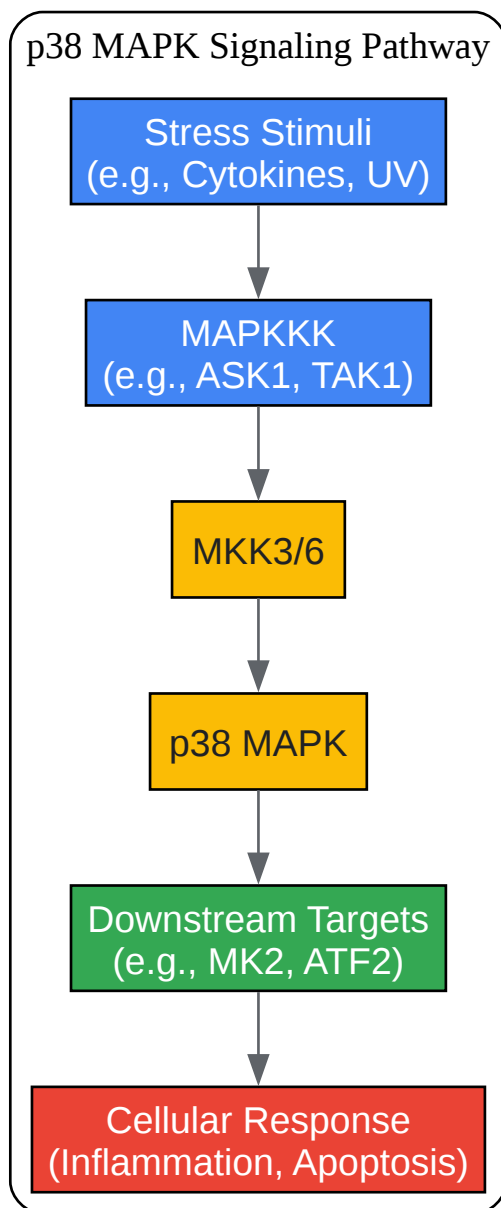 p38 MAPK Signaling Pathway
Stress Stimuli
(e.g., Cytokines, UV)
MAPKKK
(e.g., ASK1, TAK1)
MKK3/6
p38 MAPK
Downstream Targets
(e.g., MK2, ATF2)
Cellular Response
(Inflammation, Apoptosis)